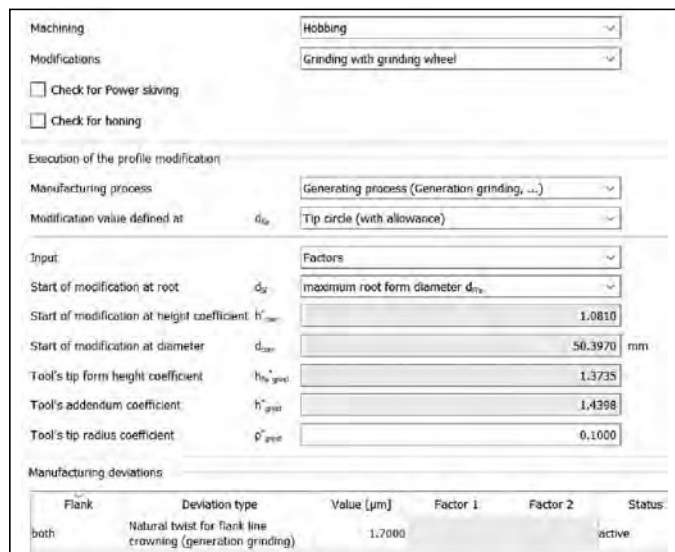 Machining Hobbing
Modifications Grinding with grinding wheel
Check for Power skiving
Check for honing
Execution of the profile modification
Manufacturing process Generating process (Generation grinding, ...)
Modification value defined at Tip circle (with allowance)
Input Factors
Start of modification at root maximum root form diameter
Start of modification at height coefficient 1.0810
Start of modification at diameter 50.3970 mm
Tool's tip form height coefficient 1.3735
Tool's addendum coefficient 1.4398
Tool's tip radius coefficient 0.1000
Manufacturing deviations
Flank Deviation type Value [µm] Factor 1 Factor 2 Status
both Natural twist for flank line 1.7000 active
crowning (generation grinding)